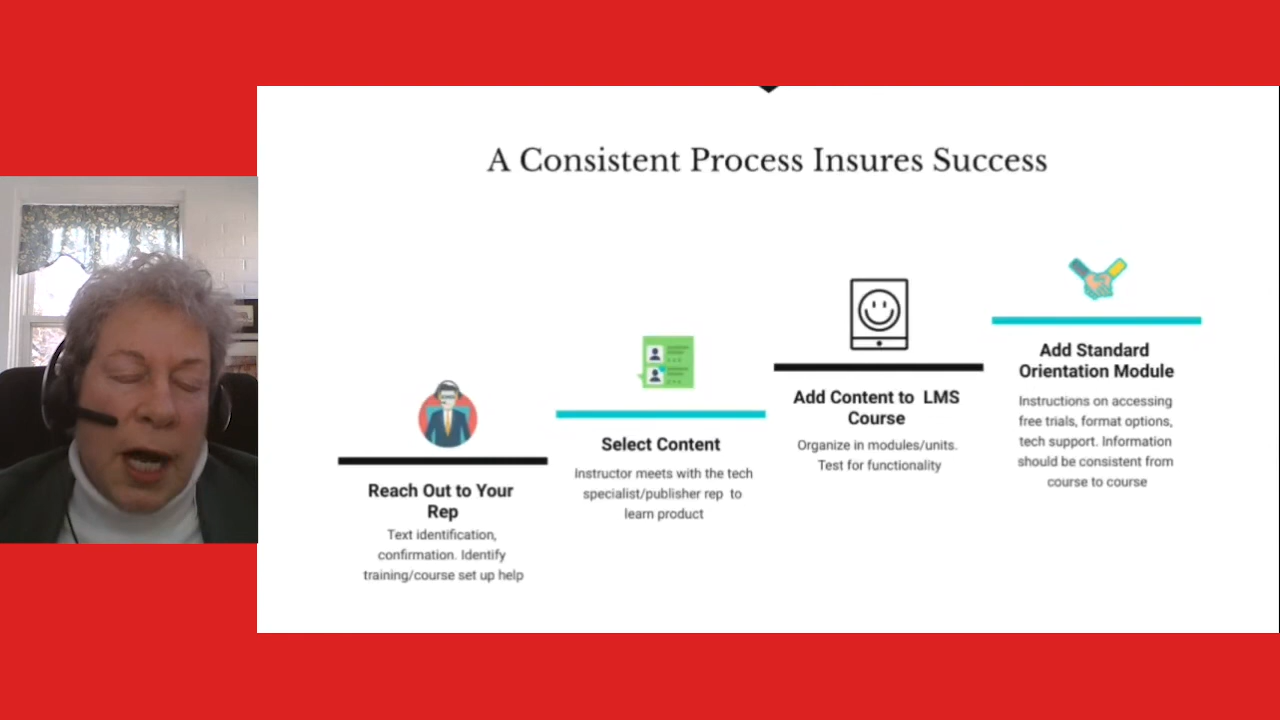 A Consistent Process Insures Success
Reach Out to Your
Rep
Text identification,
confirmation. Identify
training/course set up help
Select Content
Instructor meets with the tech
specialist/publisher rep to
learn product
Add Content to LMS
Course
Organize in modules/units.
Test for functionality
Add Standard
Orientation Module
Instructions on accessing
free trials, format options,
tech support. Information
should be consistent from
course to course